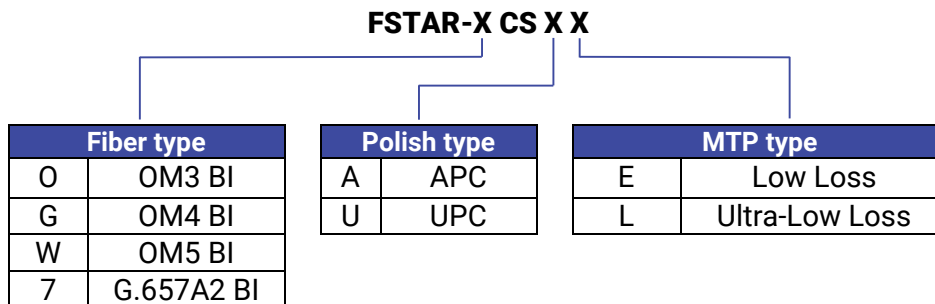 FSTAR-X CS X X
Fiber type
O OM3 BI
G OM4 BI
W OM5 BI
7 G.657A2 BI
Polish type
A APC
U UPC
MTP type
E Low Loss
L Ultra-Low Loss